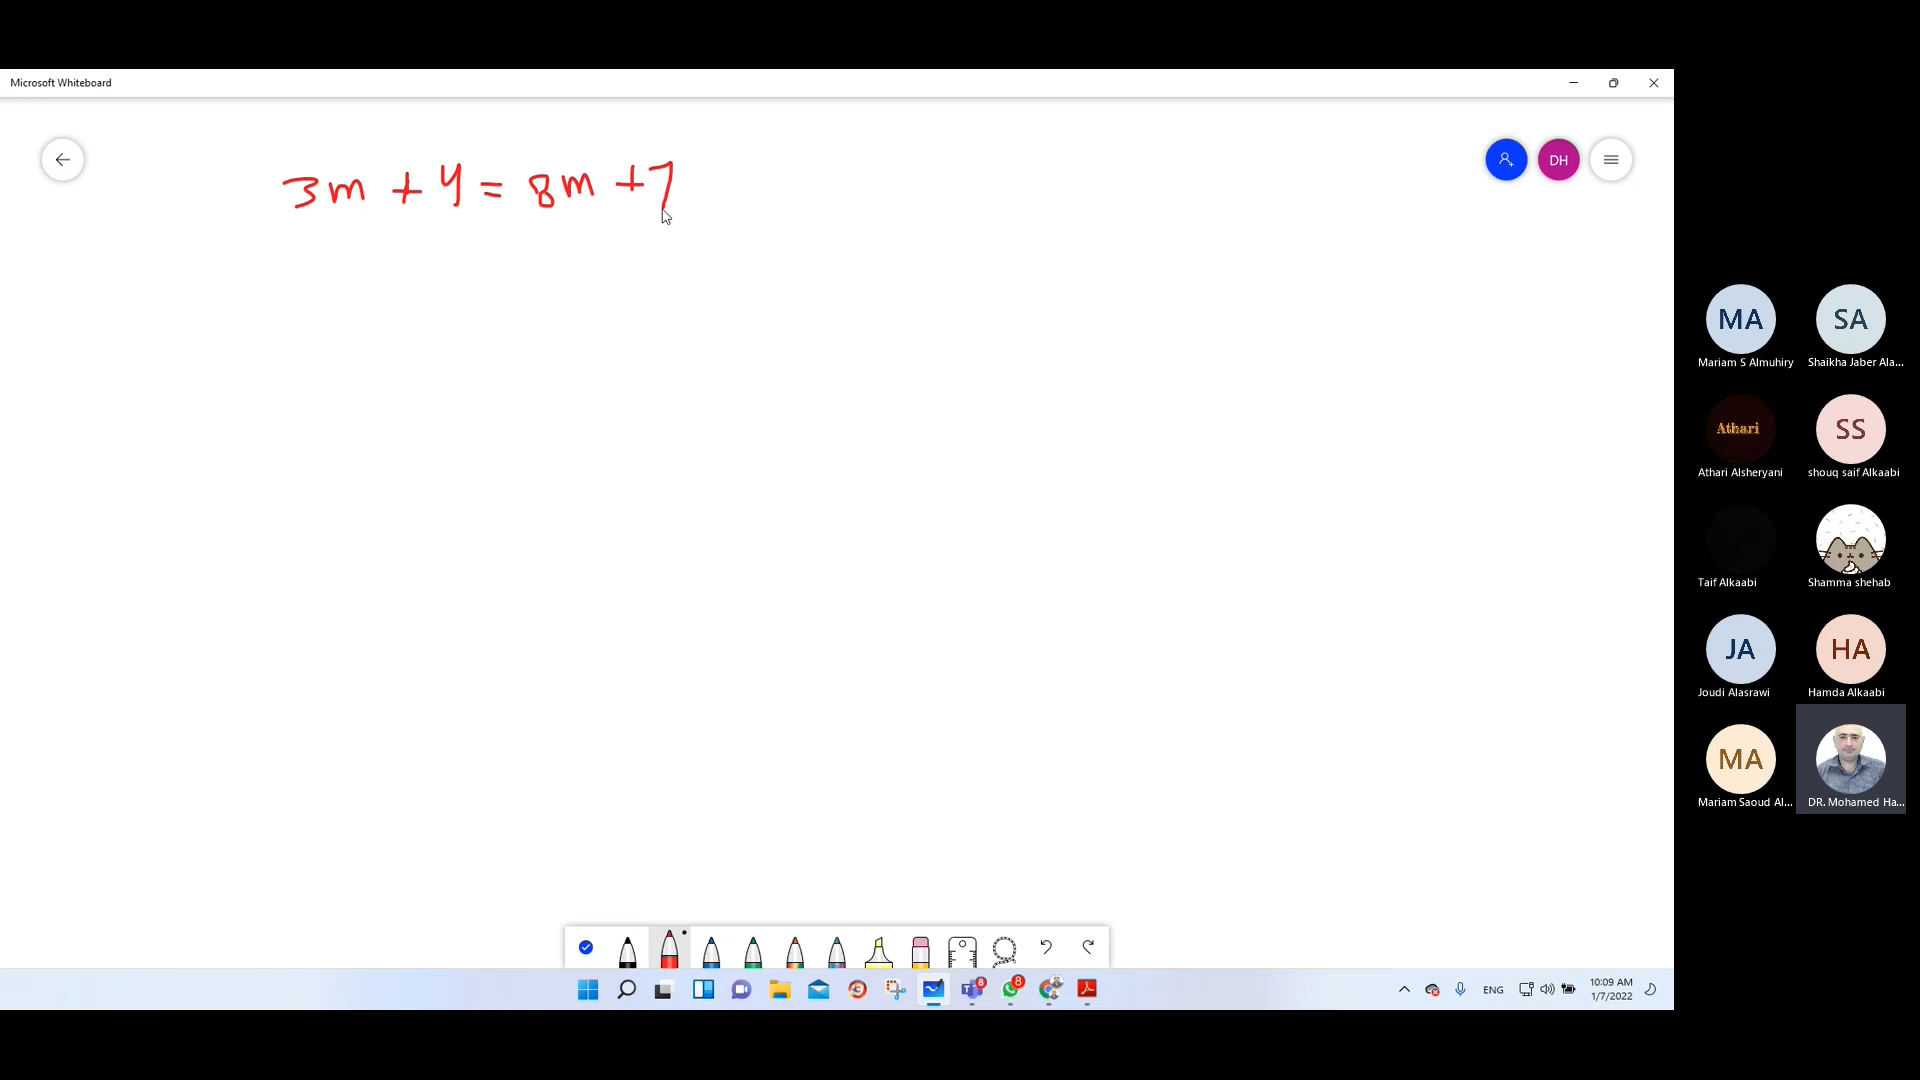 Microsoft Whiteboard
3m + 4 = 8m + 7
DH
MA
SA
Mariam S Almuhiry
Shaikha Jaber Ala...
Athari
SS
Athari Alsheryani
shouq saif Alkaabi
Taif Alkaabi
Shamma shehab
JA
HA
Joudi Alasrawi
Hamda Alkaabi
MA
Mariam Saoud Al...
DR. Mohamed Ha...
8
8
ENG
10:09 AM
1/7/2022